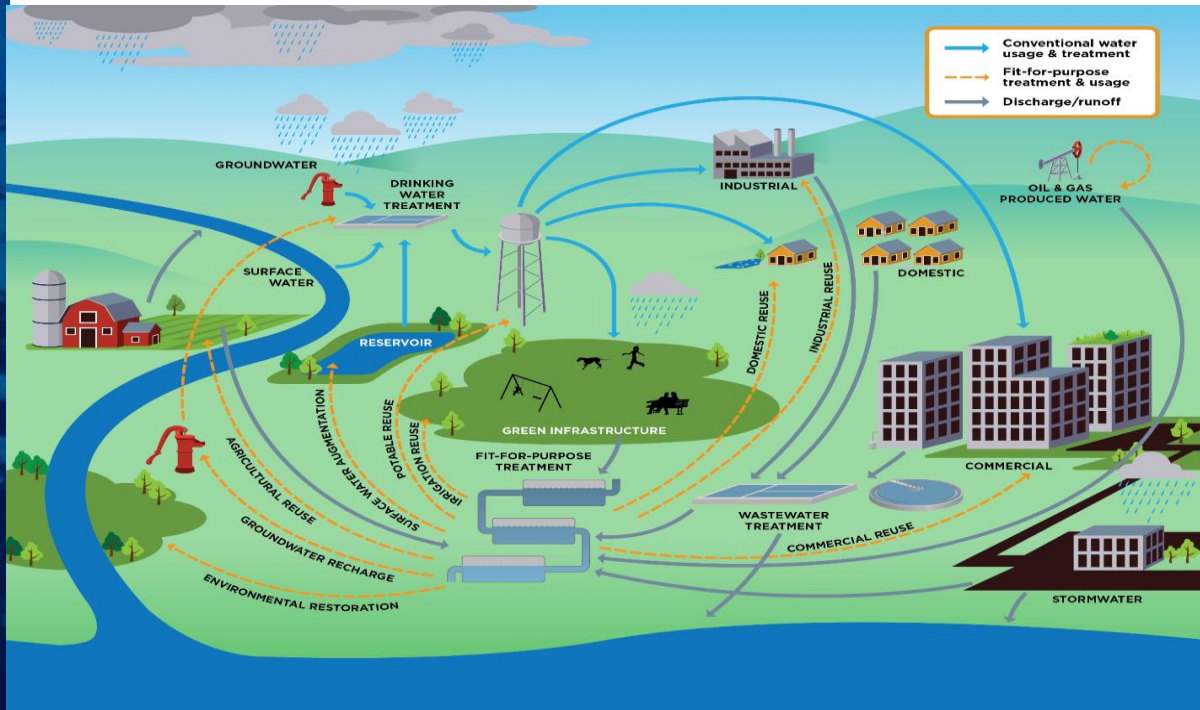 Conventional water
usage & treatment
Fit-for-purpose
treatment & usage
Discharge/runoff
GROUNDWATER
DRINKING
WATER
TREATMENT
INDUSTRIAL
OIL & GAS
PRODUCED WATER
SURFACE
WATER
DOMESTIC
RESERVOIR
DOMESTIC REUSE
INDUSTRIAL REUSE
GREEN INFRASTRUCTURE
FIT-FOR-PURPOSE
TREATMENT
COMMERCIAL
AGRICULTURAL REUSE
SURFACE WATER AUGMENTATION
POTABLE REUSE
IRRIGATION REUSE
WASTEWATER
TREATMENT
COMMERCIAL REUSE
GROUNDWATER RECHARGE
ENVIRONMENTAL RESTORATION
STORMWATER